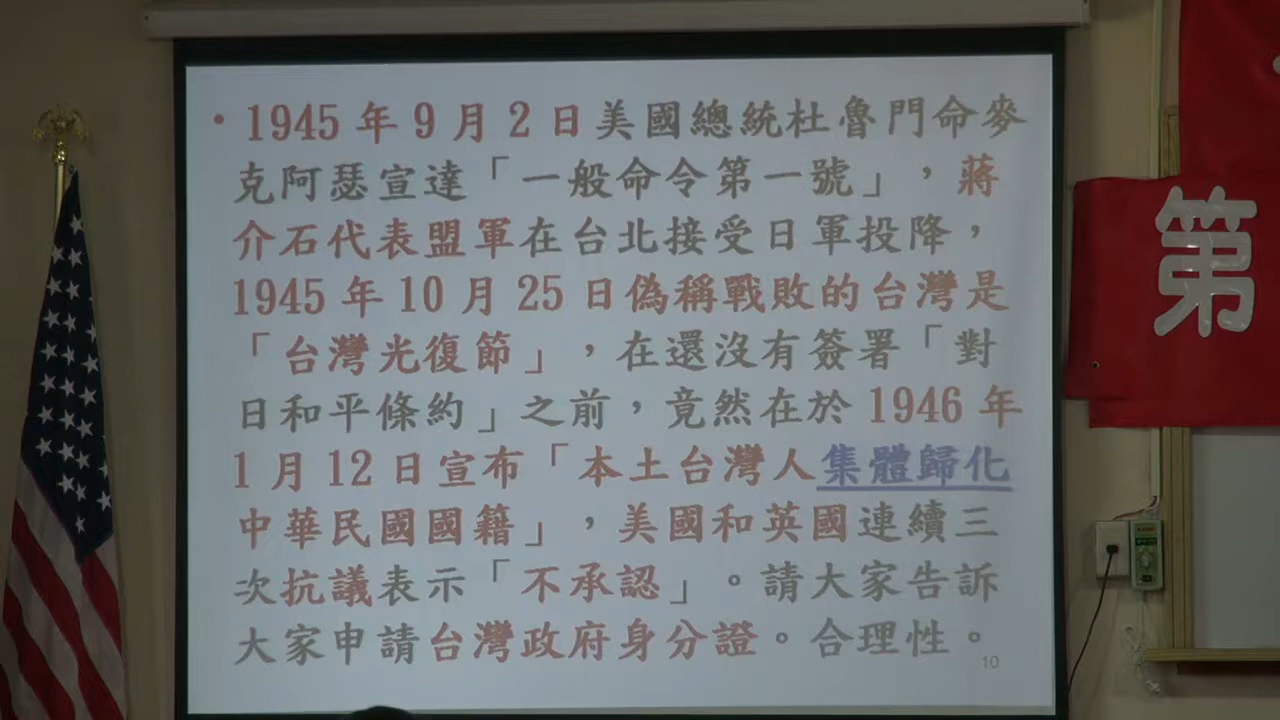 • 1945 年 9 月 2 日美國總統杜魯門命麥
克阿瑟宣達「一般命令第一號」，蔣
介石代表盟軍在台北接受日軍投降，
1945 年 10 月 25 日偽稱戰敗的台灣是
「台灣光復節」，在還沒有簽署「對
日和平條約」之前，竟然在於 1946 年
1 月 12 日宣布「本土台灣人集體歸化
中華民國國籍」，美國和英國連續三
次抗議表示「不承認」。請大家告訴
大家申請台灣政府身分證。合理性。
10
第